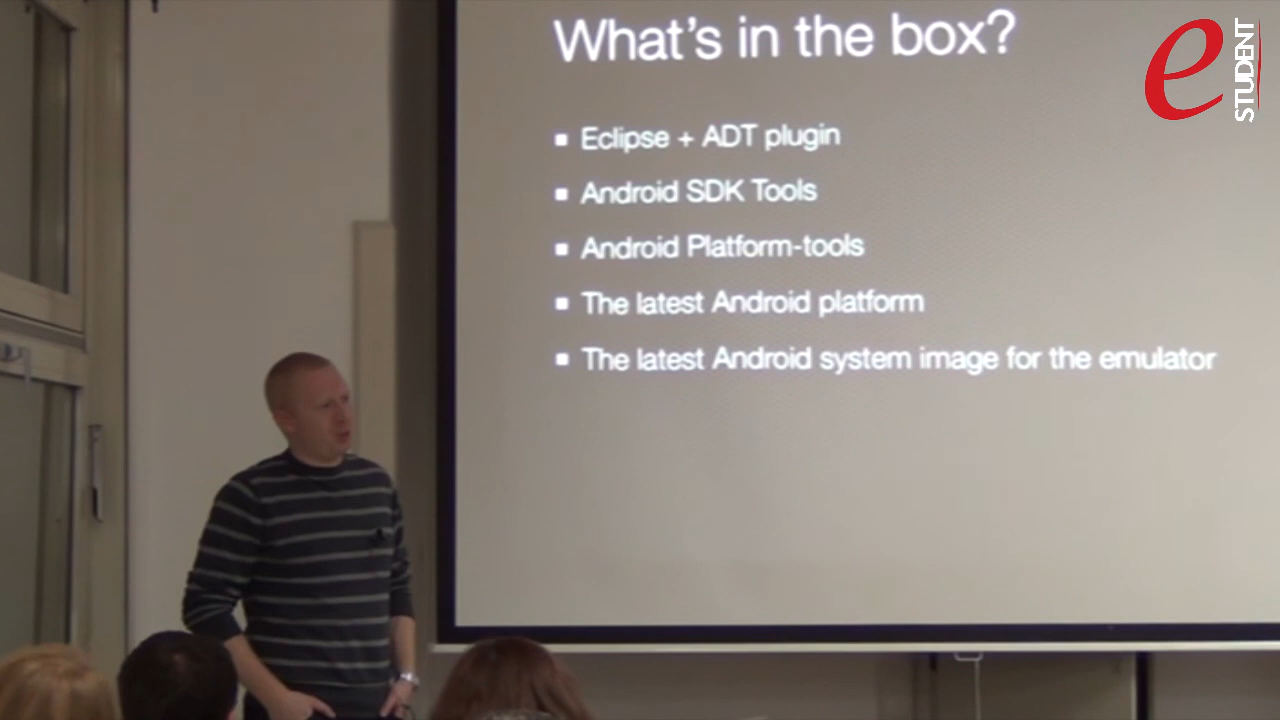 What's in the box?
Eclipse + ADT plugin
Android SDK Tools
Android Platform-tools
The latest Android platform
The latest Android system image for the emulator
e
STUDENT